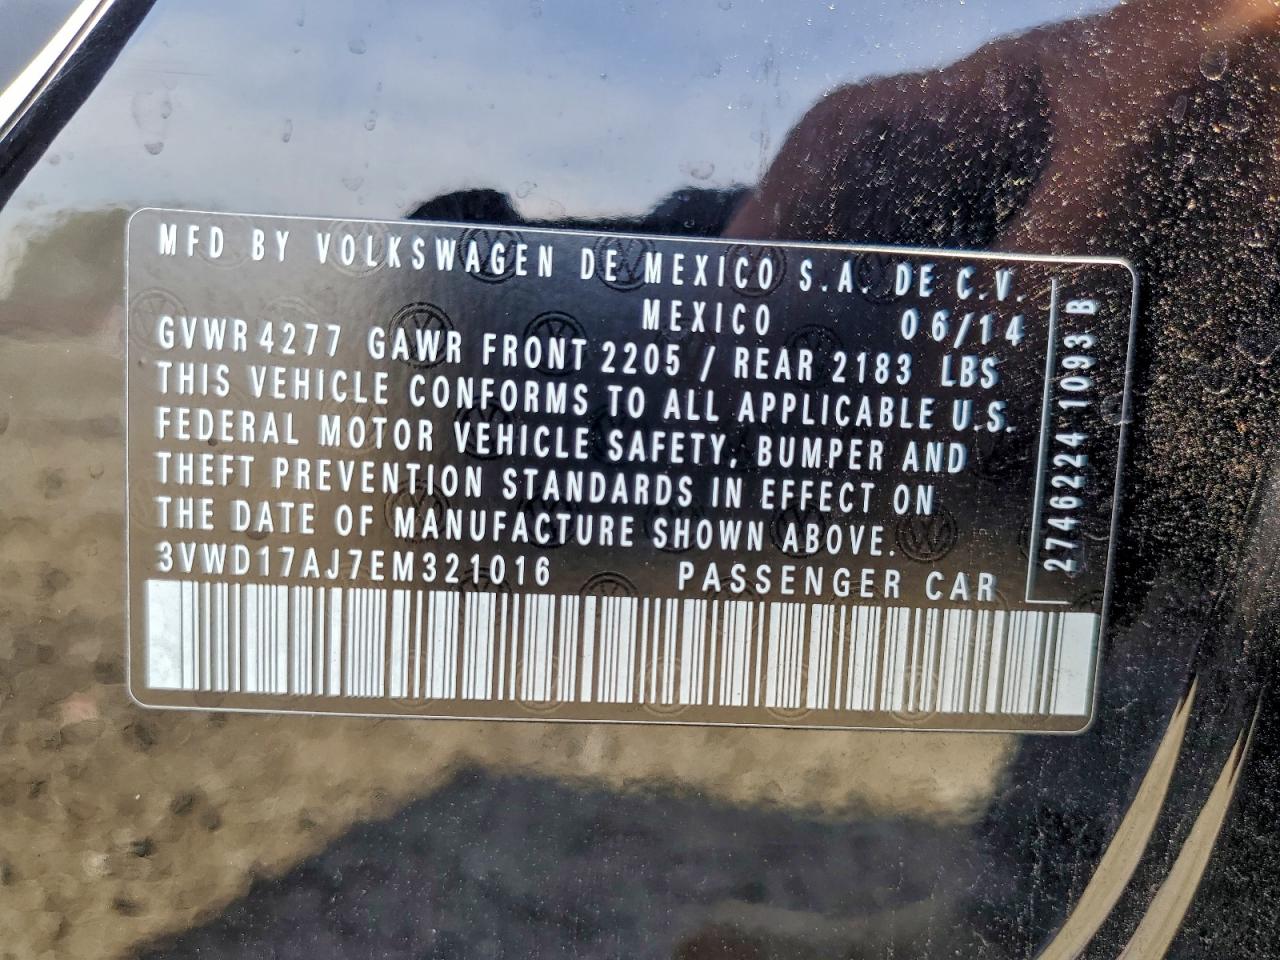 MFD BY VOLKSWAGEN DE MEXICO S.A. DE C.V.
MEXICO 06/14
GVWR 4277 GAWR FRONT 2205 / REAR 2183 LBS
THIS VEHICLE CONFORMS TO ALL APPLICABLE U.S.
FEDERAL MOTOR VEHICLE SAFETY, BUMPER AND
THEFT PREVENTION STANDARDS IN EFFECT ON
THE DATE OF MANUFACTURE SHOWN ABOVE.
3VWD17AJ7EM321016 PASSENGER CAR
2746224 1093 B